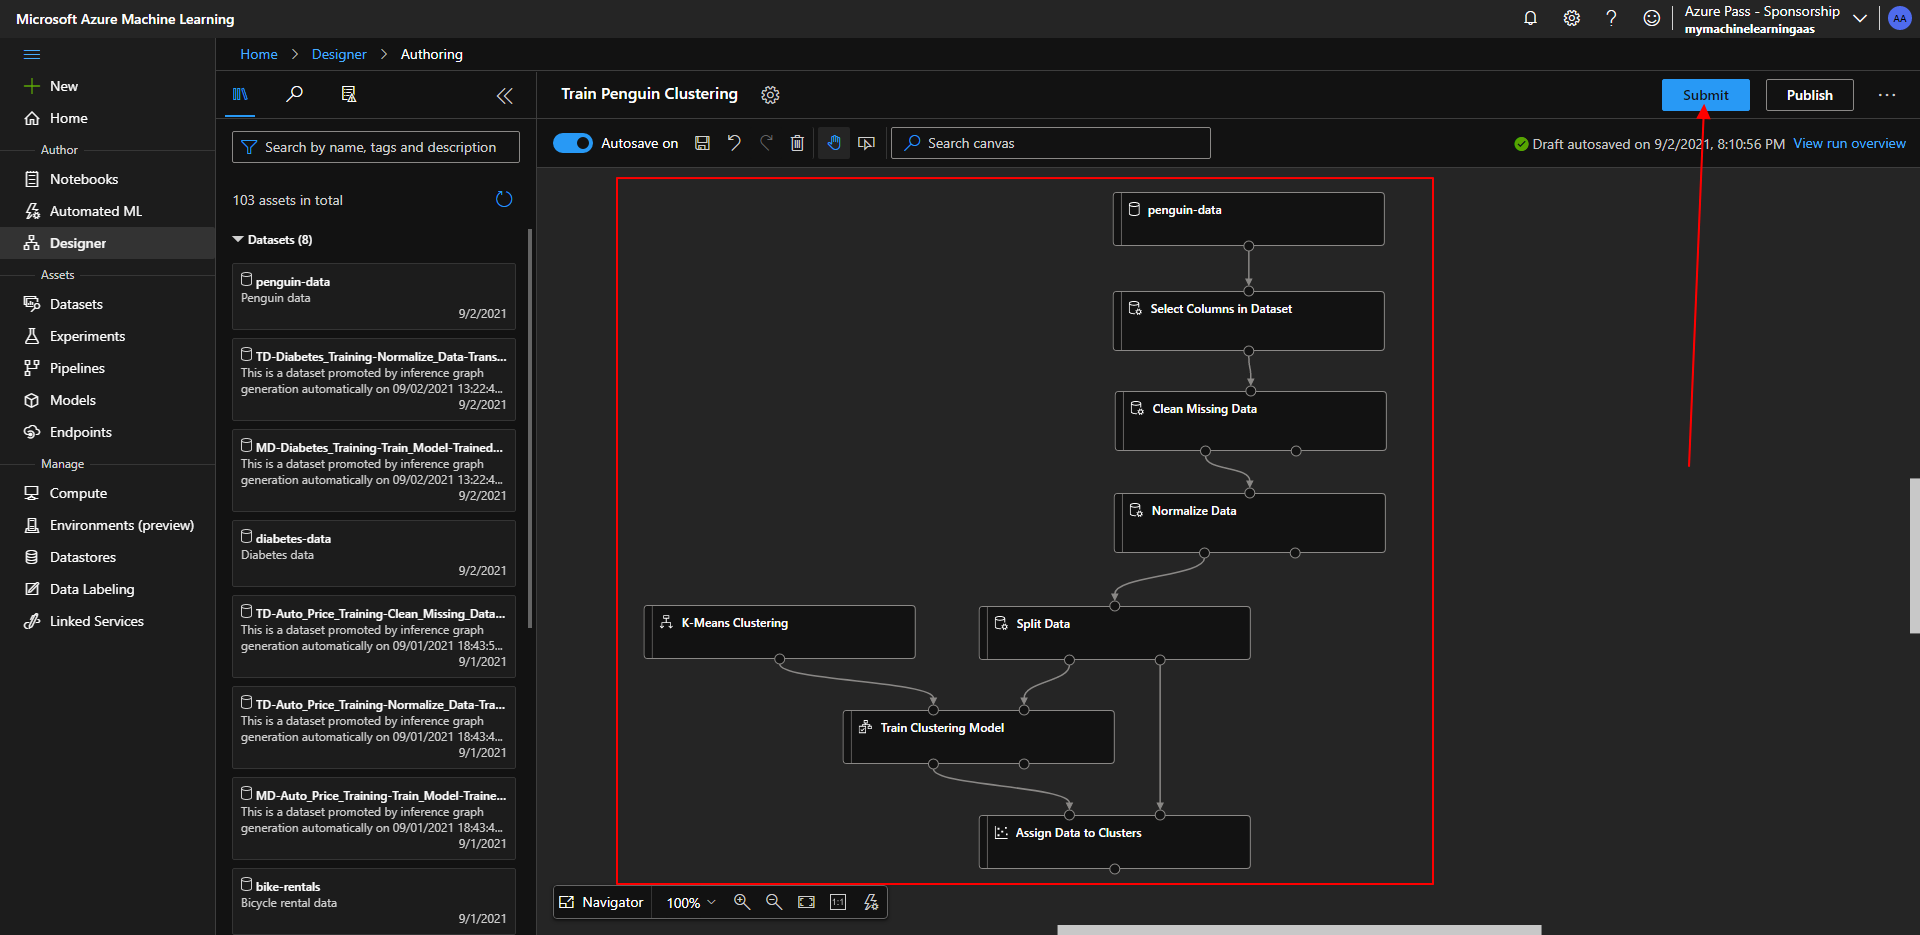 Microsoft Azure Machine Learning
Azure Pass - Sponsorship
mymachinelearningaas
AA
New
Home
Author
Notebooks
Automated ML
Designer
Assets
Datasets
Experiments
Pipelines
Models
Endpoints
Manage
Compute
Environments (preview)
Datastores
Data Labeling
Linked Services
Home > Designer > Authoring
Search by name, tags and description
103 assets in total
Datasets (8)
penguin-data
Penguin data
9/2/2021
TD-Diabetes_Training-Normalize_Data-Trans...
This is a dataset promoted by inference graph
generation automatically on 09/02/2021 13:22:4...
9/2/2021
MD-Diabetes_Training-Train_Model-Trained...
This is a dataset promoted by inference graph
generation automatically on 09/02/2021 13:22:4...
9/2/2021
diabetes-data
Diabetes data
9/2/2021
TD-Auto_Price_Training-Clean_Missing_Data...
This is a dataset promoted by inference graph
generation automatically on 09/01/2021 18:43:5...
9/1/2021
TD-Auto_Price_Training-Normalize_Data-Tra...
This is a dataset promoted by inference graph
generation automatically on 09/01/2021 18:43:4...
9/1/2021
MD-Auto_Price_Training-Train_Model-Traine...
This is a dataset promoted by inference graph
generation automatically on 09/01/2021 18:43:4...
9/1/2021
bike-rentals
Bicycle rental data
9/1/2021
Train Penguin Clustering
Submit
Publish
...
Autosave on
Search canvas
Draft autosaved on 9/2/2021, 8:10:56 PM
View run overview
penguin-data
Select Columns in Dataset
Clean Missing Data
Normalize Data
K-Means Clustering
Split Data
Train Clustering Model
Assign Data to Clusters
Navigator
100%
1:1